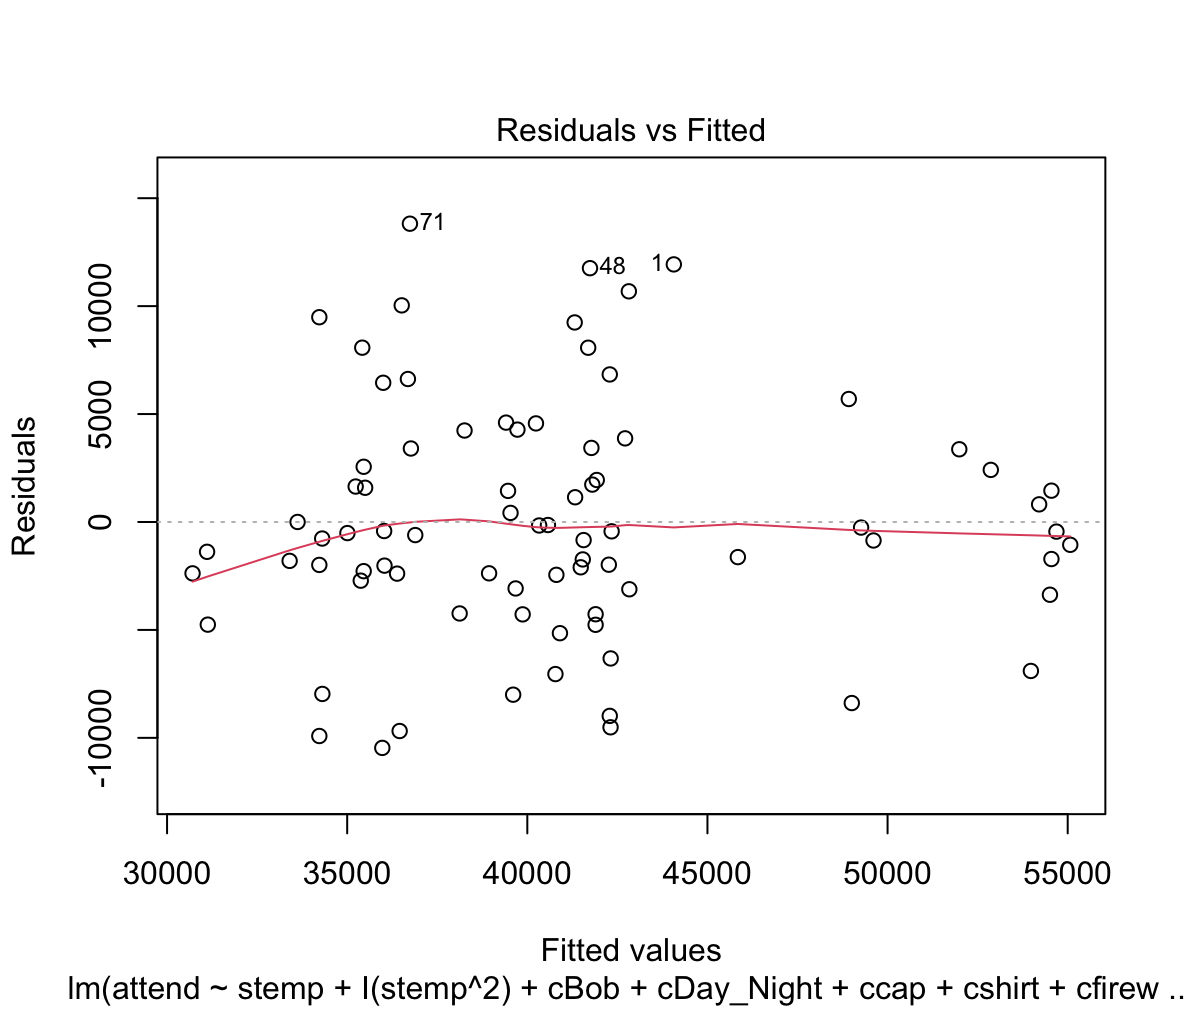 Residuals vs Fitted
71
48
1
10000
5000
0
-10000
Residuals
30000 35000 40000 45000 50000 55000
Fitted values
lm(attend ~ stemp + I(stemp^2) + cBob + cDay_Night + ccap + cshirt + cfirew ..